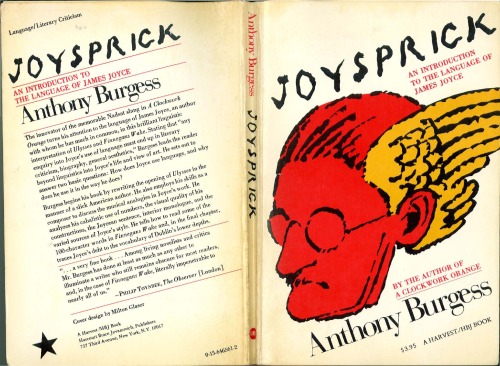 Language/Literary Criticism
JOYSPRICK
AN INTRODUCTION TO
THE LANGUAGE OF JAMES JOYCE
Anthony Burgess
The innovator of the memorable Nadsat slang in A Clockwork
Orange turns his attention to the language of James Joyce, an author
with whom he has much in common, in this brilliant linguistic
interpretation of Ulysses and Finnegans Wake. Stating that "any
enquiry into Joyce's use of language must end up in literary
criticism, biography, general aesthetics," Burgess leads the reader
beyond linguistics into Joyce's life and view of art. He sets out to
answer two basic questions: How does Joyce use language, and why
does he use it in the way he does?
Burgess begins his book by rewriting the opening of Ulysses in the
manner of a slick American author. He also employs his skills as a
composer to discuss the musical analogies in Joyce's work. He
analyses his cabalistic use of numbers, interior monologue, and the
constructions, the Joycean sentence, the visual quality of his
varied sources of Joyce's style. He tells how to read some of the
100-character words in Finnegans Wake and, in the final chapter,
traces Joyce's debt to the vocabulary of Dublin's lower depths.
"... a very fine book ... Among living novelists and critics
Mr. Burgess has done at least as much as any other to
illuminate a writer who still remains obscure for most readers,
and, in the case of Finnegans Wake, literally impenetrable to
nearly all of us."
—PHILIP TOYNBEE, The Observer [London]
Cover design by Milton Glaser
A Harvest/HBJ Book
Harcourt Brace Jovanovich, Publishers
757 Third Avenue, New York, N.Y. 10017
0-15-646561-2
Anthony Burgess
JOYSPRICK
JOYSPRICK
AN INTRODUCTION
TO THE LANGUAGE OF
JAMES JOYCE
BY THE AUTHOR OF
A CLOCKWORK ORANGE
Anthony Burgess
$3.95 A HARVEST/HBJ BOOK